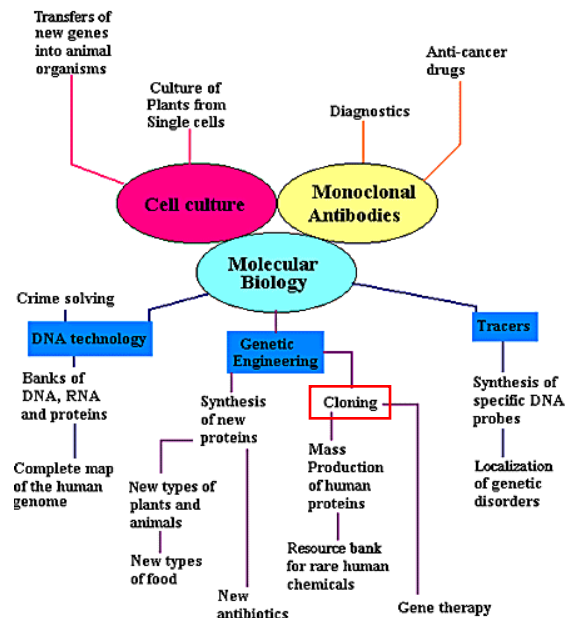 Transfers of
new genes
into animal
organisms
Culture of
Plants from
Single cells
Anti-cancer
drugs
Diagnostics
Cell culture
Monoclonal
Antibodies
Molecular
Biology
Crime solving
DNA technology
Genetic
Engineering
Tracers
Banks of
DNA, RNA
and proteins
Complete map
of the human
genome
Synthesis
of new
proteins
New types of
plants and
animals
New types
of food
New
antibiotics
Cloning
Mass
Production
of human
proteins
Resource bank
for rare human
chemicals
Gene therapy
Synthesis of
specific DNA
probes
Localization
of genetic
disorders